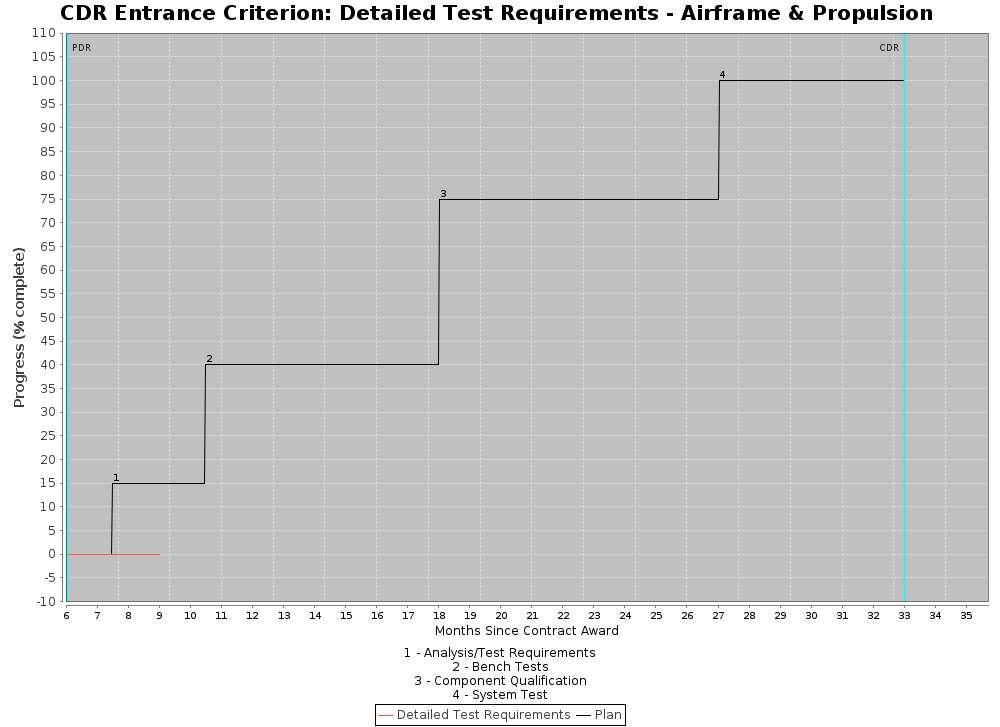 CDR Entrance Criterion: Detailed Test Requirements - Airframe & Propulsion
110
105
100
95
90
85
80
75
70
65
60
55
50
45
40
35
30
25
20
15
10
5
0
-5
-10
Progress (% complete)
PDR
CDR
1
2
3
4
6 7 8 9 10 11 12 13 14 15 16 17 18 19 20 21 22 23 24 25 26 27 28 29 30 31 32 33 34 35
Months Since Contract Award
1 - Analysis/Test Requirements
2 - Bench Tests
3 - Component Qualification
4 - System Test
Detailed Test Requirements Plan